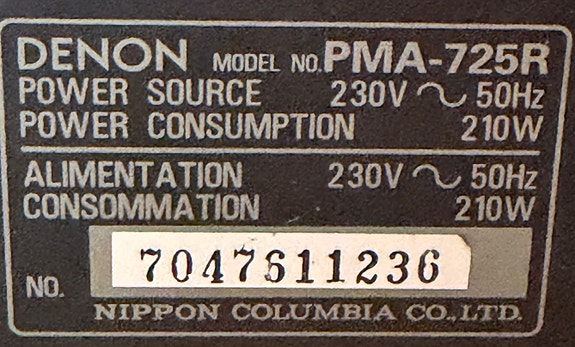 DENON MODEL NO. PMA-725R
POWER SOURCE 230V ~ 50Hz
POWER CONSUMPTION 210W
ALIMENTATION 230V ~ 50Hz
CONSOMMATION 210W
NO. 7047611236
NIPPON COLUMBIA CO., LTD.